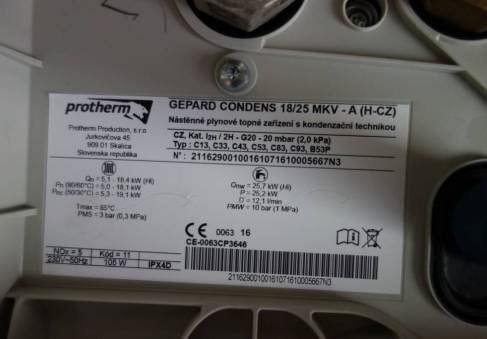 protherm
Protherm Production, s.r.o.
Jurkovičova 45
909 01 Skalica
Slovenska republika
GEPARD CONDENS 18/25 MKV - A (H-CZ)
Nástěnné plynové topné zařízení s kondenzační technikou
CZ, Kat. I2H / 2H - G20 - 20 mbar (2,0 kPa)
Typ : C13, C33, C43, C53, C83, C93, B53P
N° : 21162900100161071610005667N3
Qn = 5,1 - 18,4 kW (Hi)
Pn (80/60°C) = 5,0 - 18,1 kW
Pnc (50/30°C) = 5,3 - 19,1 kW
Tmax = 85°C
PMS = 3 bar (0,3 MPa)
Qnw = 25,7 kW (Hi)
P = 25,2 kW
D = 12,1 l/min
PMW = 10 bar (1 MPa)
CE 0063 16
CE-0063CP3646
NOx = 5 Kód = 11
230V~50Hz 105 W IPX4D
21162900100161071610005667N3